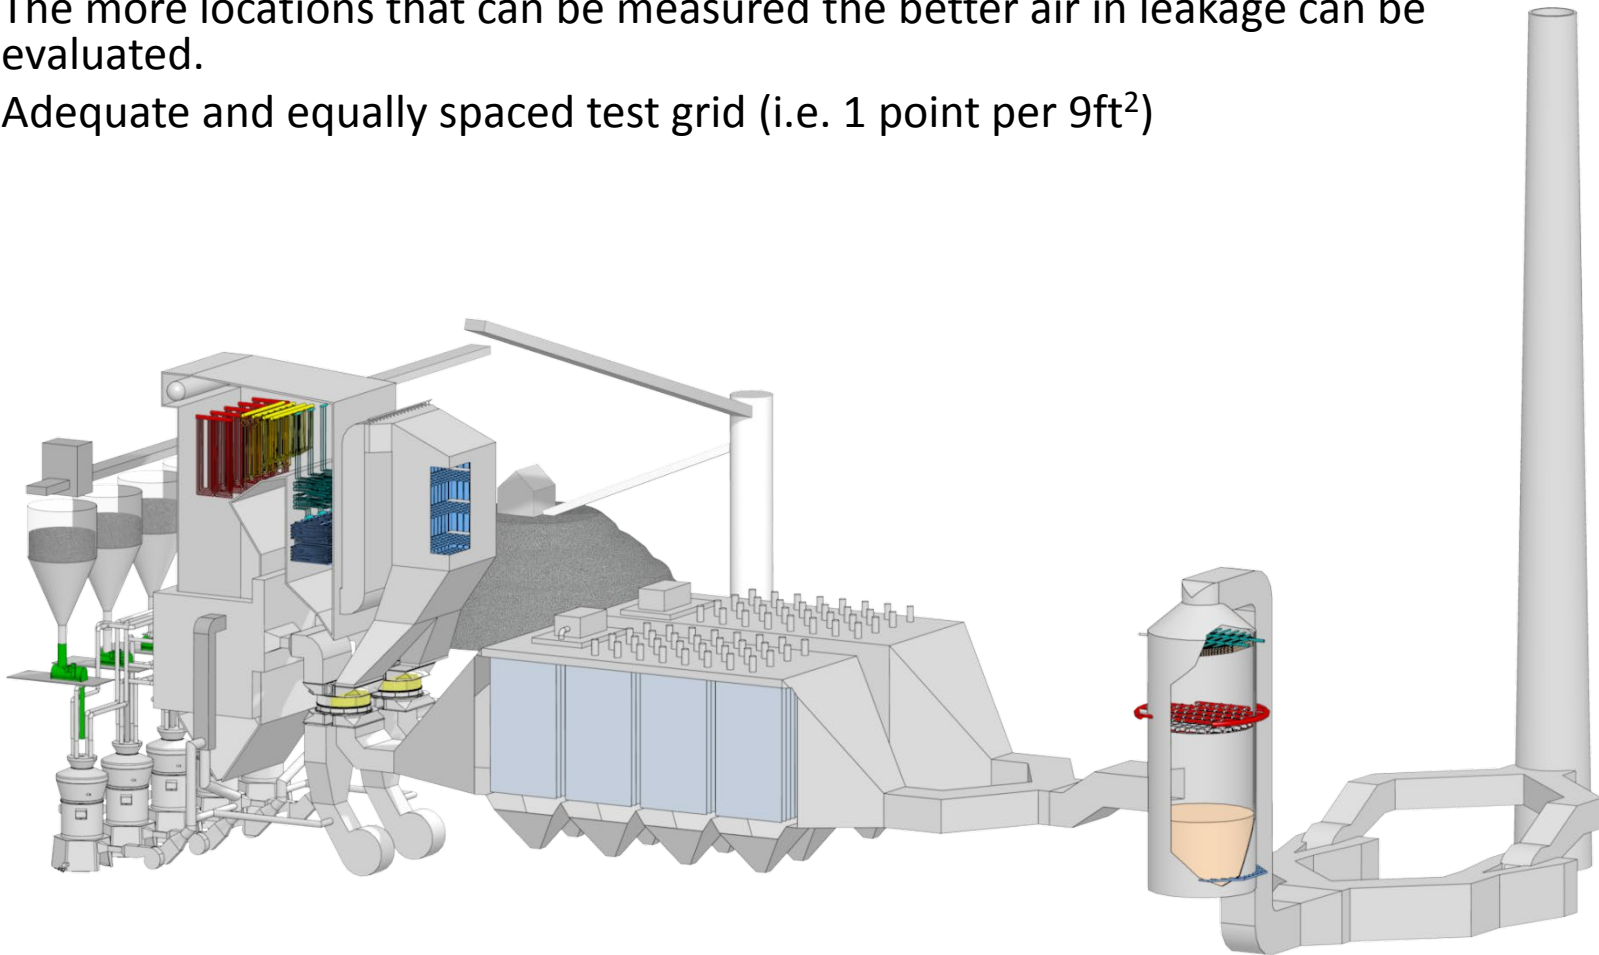 The more locations that can be measured the better air in leakage can be
evaluated.
Adequate and equally spaced test grid (i.e. 1 point per 9ft²)